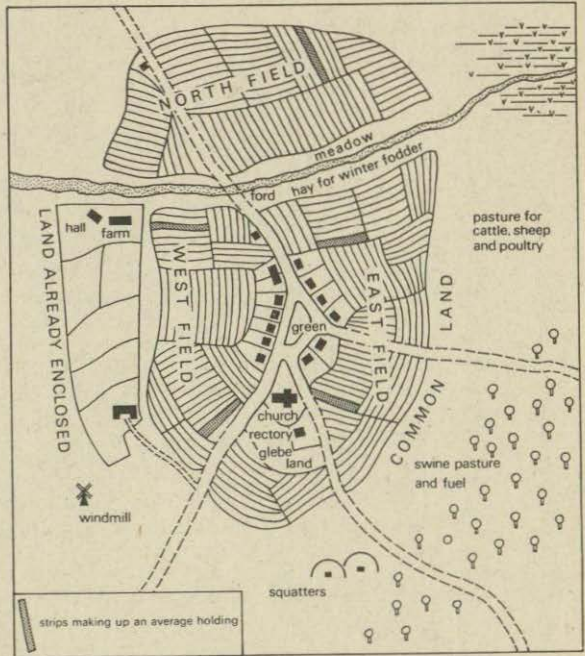 NORTH FIELD
meadow
ford
hay for winter fodder
hall
farm
LAND ALREADY ENCLOSED
WEST FIELD
EAST FIELD
green
pasture for
cattle, sheep
and poultry
COMMON LAND
church
rectory
glebe
land
swine pasture
and fuel
windmill
squatters
strips making up an average holding